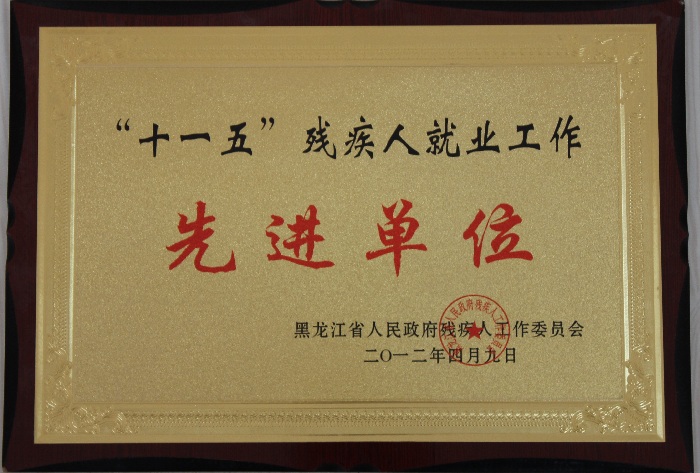 “十一五”残疾人就业工作
先进单位
黑龙江省人民政府残疾人工作委员会
二〇一二年四月九日